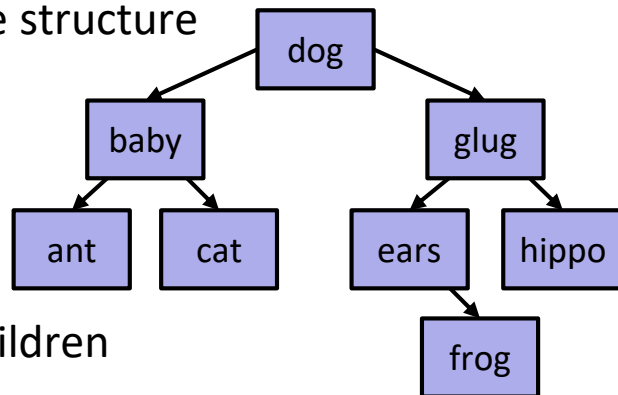 e structure
dog
baby glug
ant cat ears hippo
ildren
frog